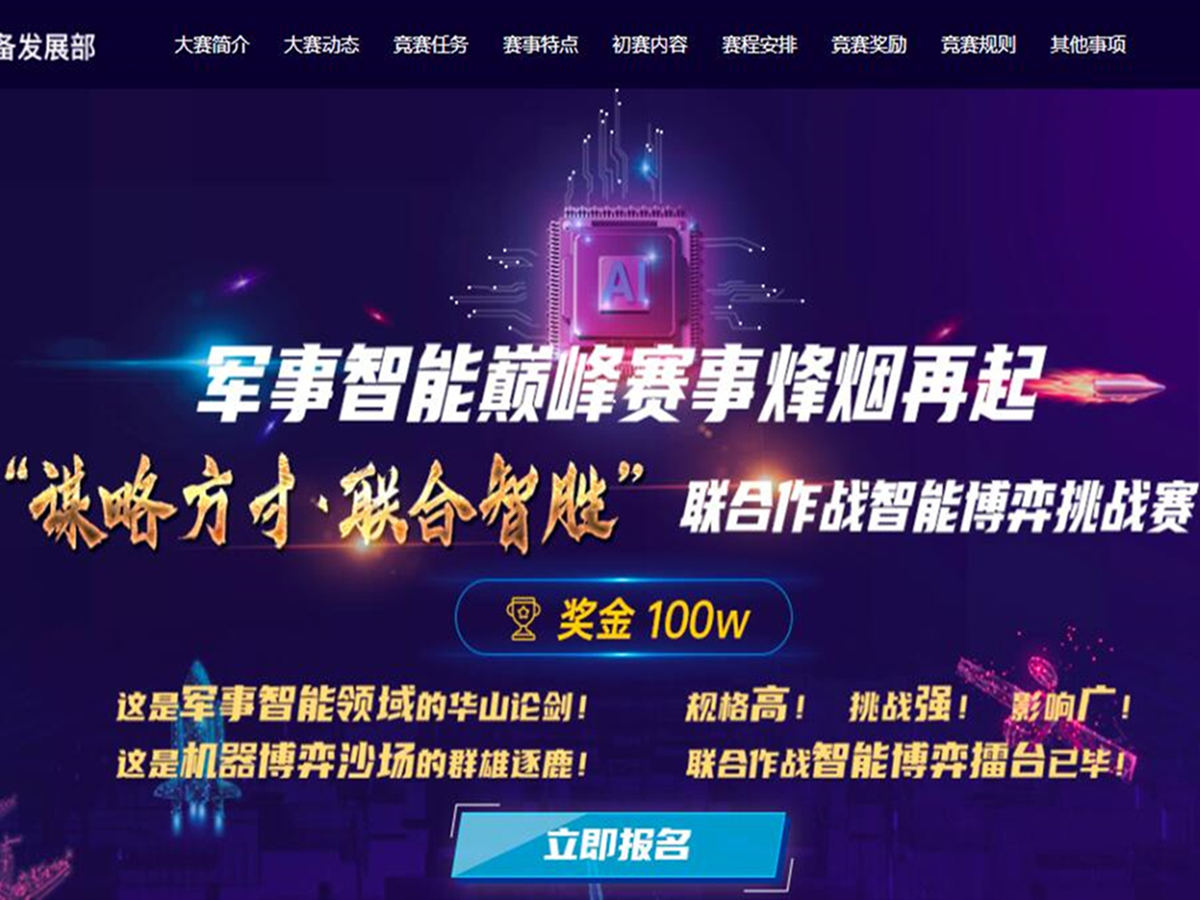 备发展部 大赛简介 大赛动态 竞赛任务 赛事特点 初赛内容 赛程安排 竞赛奖励 竞赛规则 其他事项
AI
军事智能巅峰赛事烽烟再起
“谋略方寸·联合智胜” 联合作战智能博弈挑战赛
奖金 100w
这是军事智能领域的华山论剑！ 规格高！ 挑战强！ 影响广！
这是机器博弈沙场的群雄逐鹿！ 联合作战智能博弈擂台已毕！
立即报名